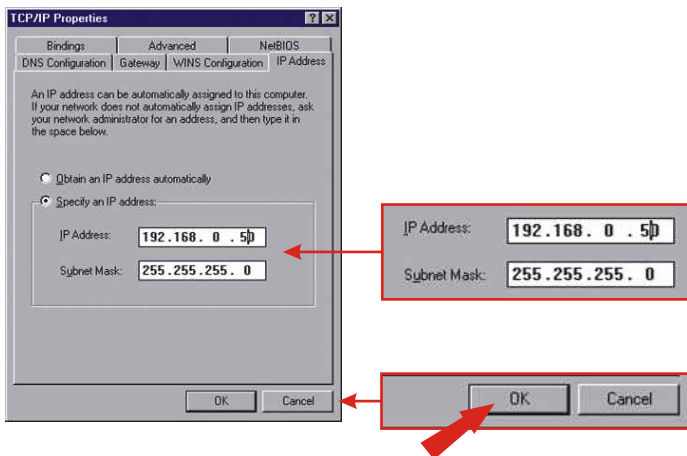 TCP/IP Properties
Bindings Advanced NetBIOS
DNS Configuration Gateway WINS Configuration IP Address
An IP address can be automatically assigned to this computer.
If your network does not automatically assign IP addresses, ask
your network administrator for an address, and then type it in
the space below.
Obtain an IP address automatically
Specify an IP address:
IP Address: 192.168. 0 .50
Subnet Mask: 255.255.255. 0
OK Cancel
IP Address: 192.168. 0 .50
Subnet Mask: 255.255.255. 0
OK Cancel